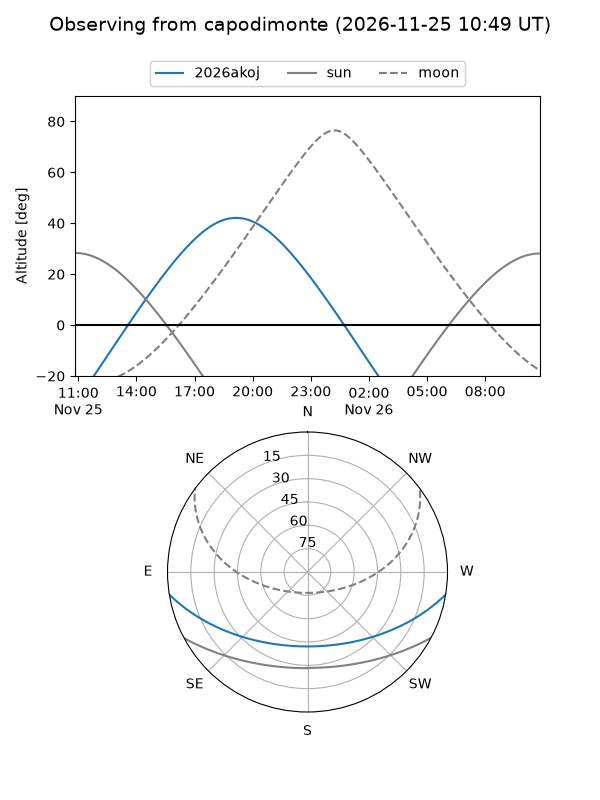 Observing from capodimonte (2026-11-25 10:49 UT)
2026akoj sun moon
Altitude [deg]
80
60
40
20
0
−20
11:00 14:00 17:00 20:00 23:00 02:00 05:00 08:00
Nov 25 Nov 26
N
NE NW
15
30
45
60
75
E W
SE SW
S